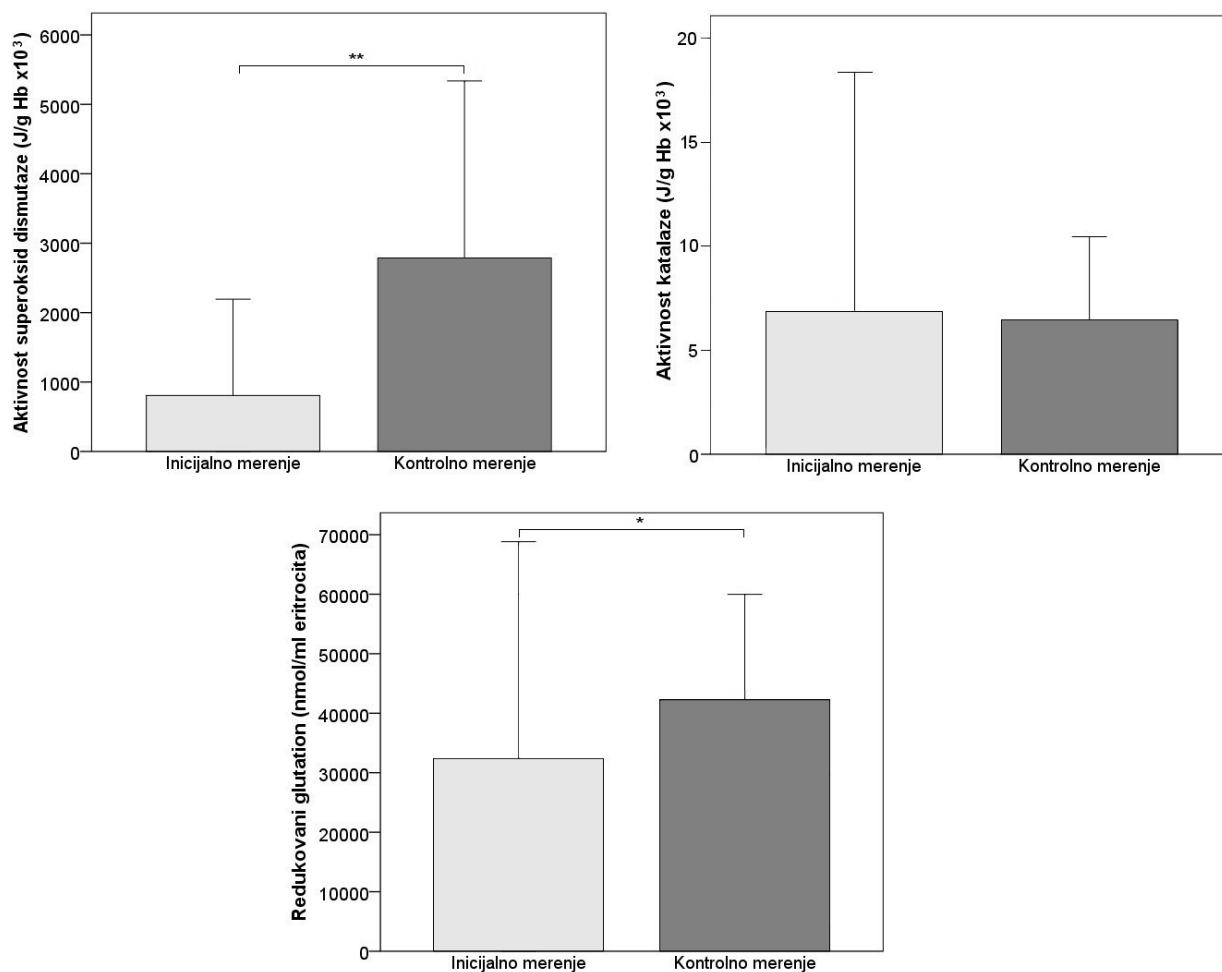 Aktivnost superoksid dismutaze (J/g Hb x10³)
6000
5000
4000
3000
2000
1000
0
**
Inicijalno merenje
Kontrolno merenje
Aktivnost katalaze (J/g Hb x10³)
20
15
10
5
0
Inicijalno merenje
Kontrolno merenje
Redukovani glutation (nmol/ml eritrocita)
70000
60000
50000
40000
30000
20000
10000
0
*
Inicijalno merenje
Kontrolno merenje